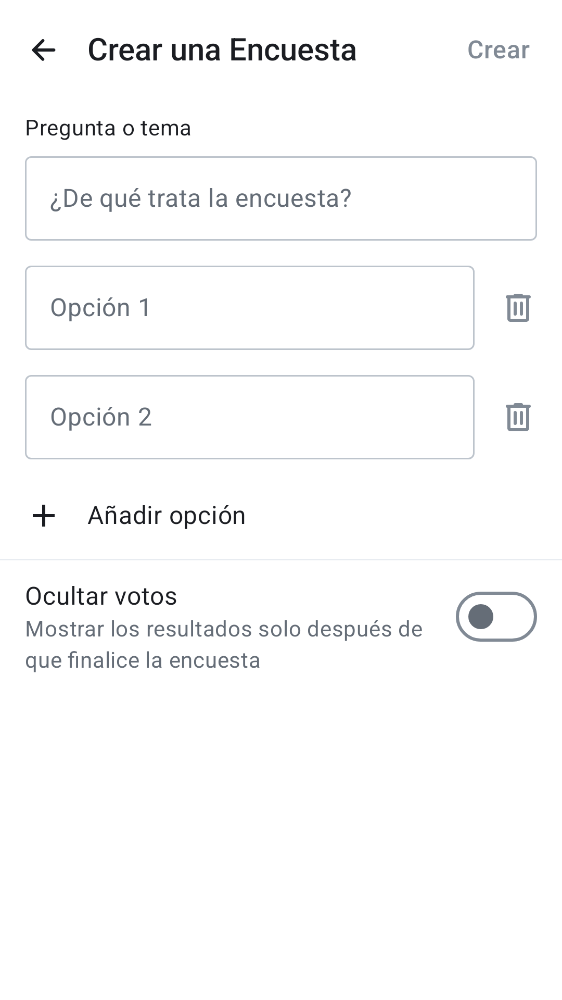 Crear una Encuesta
Crear
Pregunta o tema
¿De qué trata la encuesta?
Opción 1
Opción 2
Añadir opción
Ocultar votos
Mostrar los resultados solo después de
que finalice la encuesta